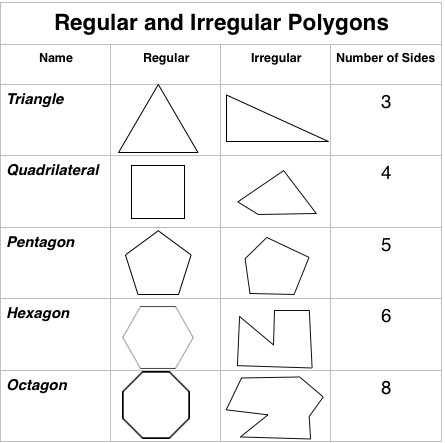 Regular and Irregular Polygons
Name Regular Irregular Number of Sides
Triangle 3
Quadrilateral 4
Pentagon 5
Hexagon 6
Octagon 8